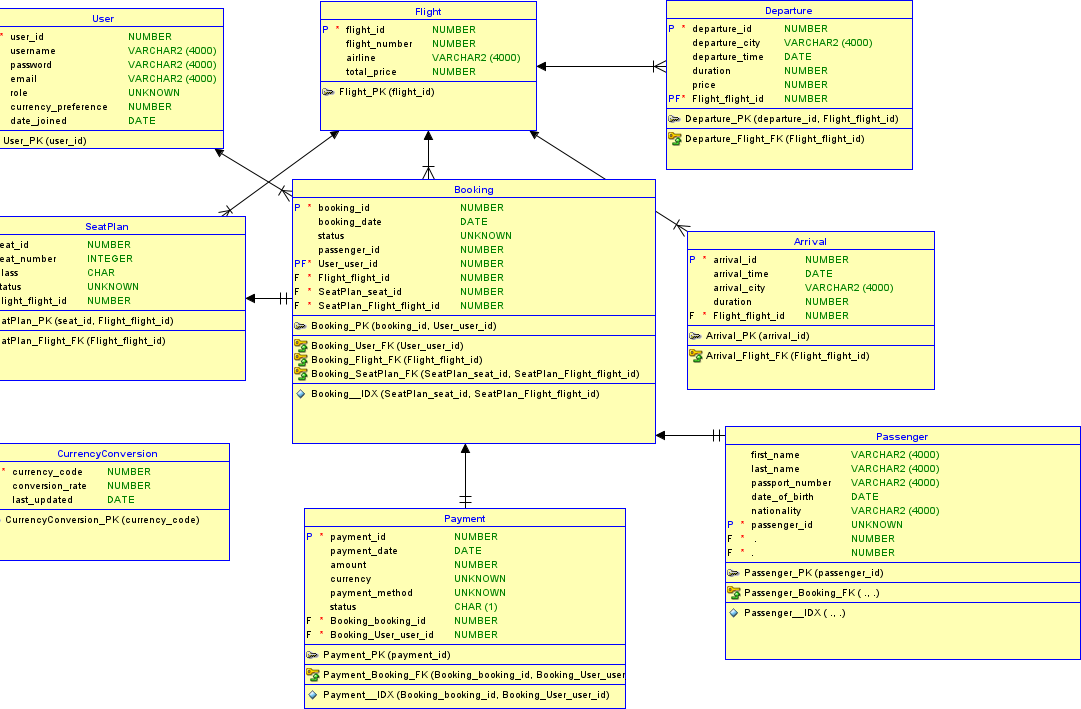 User
* user_id NUMBER
username VARCHAR2 (4000)
password VARCHAR2 (4000)
email VARCHAR2 (4000)
role UNKNOWN
currency_preference NUMBER
date_joined DATE
User_PK (user_id)
Flight
P * flight_id NUMBER
flight_number NUMBER
airline VARCHAR2 (4000)
total_price NUMBER
Flight_PK (flight_id)
Departure
P * departure_id NUMBER
departure_city VARCHAR2 (4000)
departure_time DATE
duration NUMBER
price NUMBER
PF* Flight_flight_id NUMBER
Departure_PK (departure_id, Flight_flight_id)
Departure_Flight_FK (Flight_flight_id)
SeatPlan
eat_id NUMBER
eat_number INTEGER
lass CHAR
tatus UNKNOWN
light_flight_id NUMBER
atPlan_PK (seat_id, Flight_flight_id)
atPlan_Flight_FK (Flight_flight_id)
Booking
P * booking_id NUMBER
booking_date DATE
status UNKNOWN
passenger_id NUMBER
PF* User_user_id NUMBER
F * Flight_flight_id NUMBER
F * SeatPlan_seat_id NUMBER
F * SeatPlan_Flight_flight_id NUMBER
Booking_PK (booking_id, User_user_id)
Booking_User_FK (User_user_id)
Booking_Flight_FK (Flight_flight_id)
Booking_SeatPlan_FK (SeatPlan_seat_id, SeatPlan_Flight_flight_id)
Booking__IDX (SeatPlan_seat_id, SeatPlan_Flight_flight_id)
Arrival
P * arrival_id NUMBER
arrival_time DATE
arrival_city VARCHAR2 (4000)
duration NUMBER
F * Flight_flight_id NUMBER
Arrival_PK (arrival_id)
Arrival_Flight_FK (Flight_flight_id)
CurrencyConversion
* currency_code NUMBER
conversion_rate NUMBER
last_updated DATE
CurrencyConversion_PK (currency_code)
Payment
P * payment_id NUMBER
payment_date DATE
amount NUMBER
currency UNKNOWN
payment_method UNKNOWN
status CHAR (1)
F * Booking_booking_id NUMBER
F * Booking_User_user_id NUMBER
Payment_PK (payment_id)
Payment_Booking_FK (Booking_booking_id, Booking_User_user
Payment__IDX (Booking_booking_id, Booking_User_user_id)
Passenger
first_name VARCHAR2 (4000)
last_name VARCHAR2 (4000)
passport_number VARCHAR2 (4000)
date_of_birth DATE
nationality VARCHAR2 (4000)
P * passenger_id UNKNOWN
F * . NUMBER
F * . NUMBER
Passenger_PK (passenger_id)
Passenger_Booking_FK ( ., .)
Passenger__IDX ( ., .)